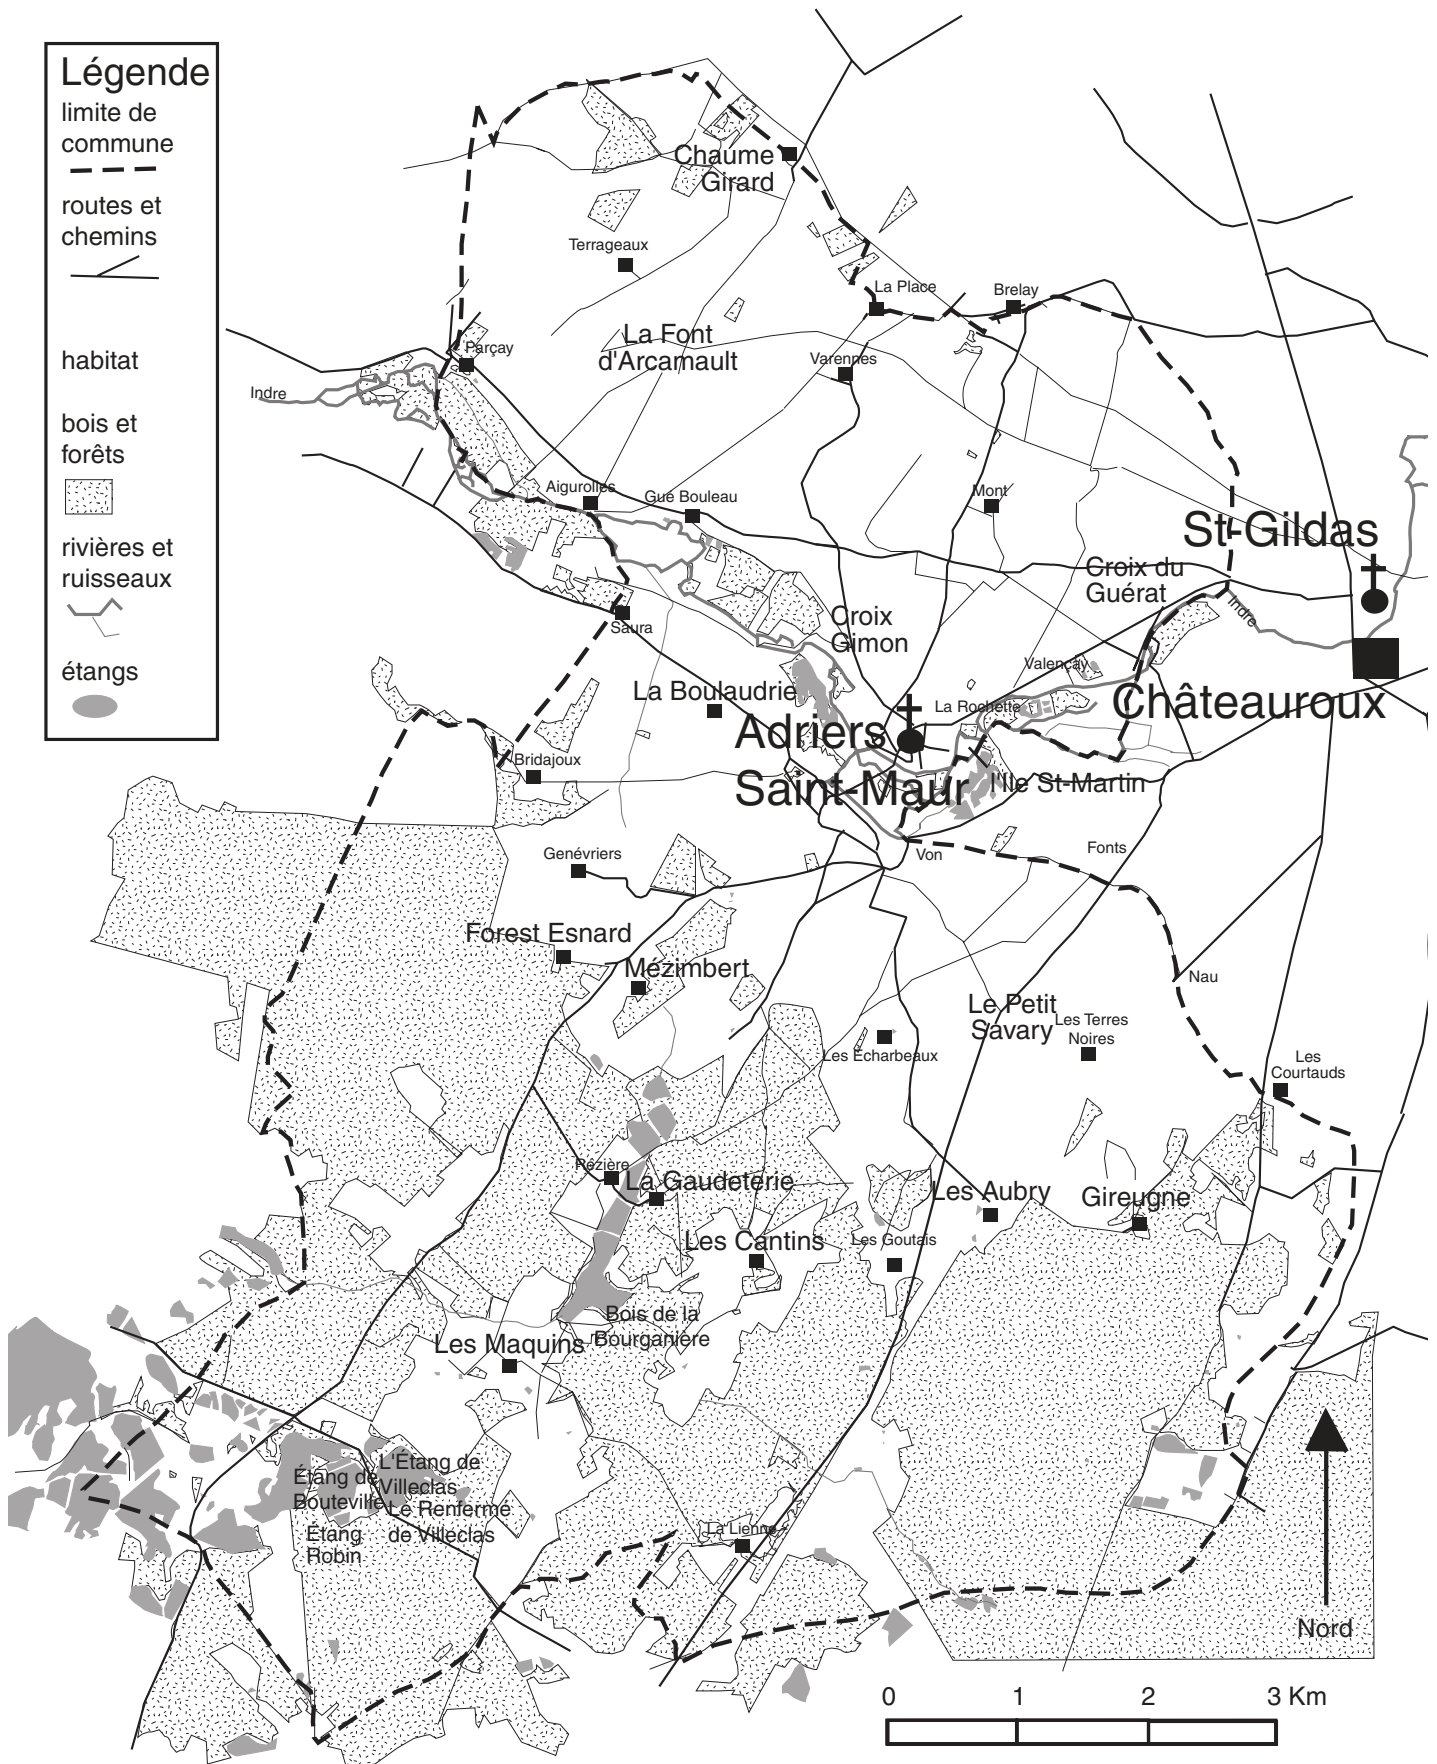 Légende
limite de
commune
routes et
chemins
habitat
bois et
forêts
rivières et
ruisseaux
étangs
Chaume
Girard
Terrageaux
La Place
Brelay
La Font
d'Arcamault
Parçay
Varennes
Indre
Aigurolles
Gué Bouleau
Mont
St-Gildas
Croix du
Guérat
Indre
Croix
Gimon
Saura
Valençay
La Boulaudrie
La Rochette
Châteauroux
Adriers
Saint-Maur
l'Ile St-Martin
Bridajoux
Genévriers
Von
Fonts
Forest Esnard
Mézimbert
Nau
Le Petit
Savary
Les Terres
Noires
Les Echarbeaux
Les
Courtauds
Rézière
La Gaudeterie
Les Aubry
Gireugne
Les Cantins
Les Goutais
Bois de la
Bourganière
Les Maquins
L'Etang de
Villeclas
Étang de
Bouteville
Le Renfermé
de Villeclas
Étang
Robin
La Lienne
Nord
0 1 2 3 Km